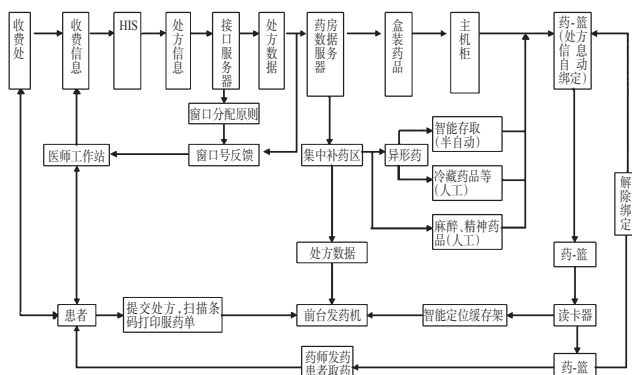 收费处
收费信息
HIS
处方信息
接口服务器
处方数据
药房数据服务器
盒装药品
主机柜
药-篮
(处方
信息
自动
绑定)
窗口分配原则
医师工作站
窗口号反馈
集中补药区
异形药
智能存取
(半自动)
冷藏药品等
(人工)
麻醉、精神药
品(人工)
解除绑定
处方数据
药-篮
患者
提交处方,扫描条
码打印服药单
前台发药机
智能定位缓存架
读卡器
药师发药
患者取药
药-篮